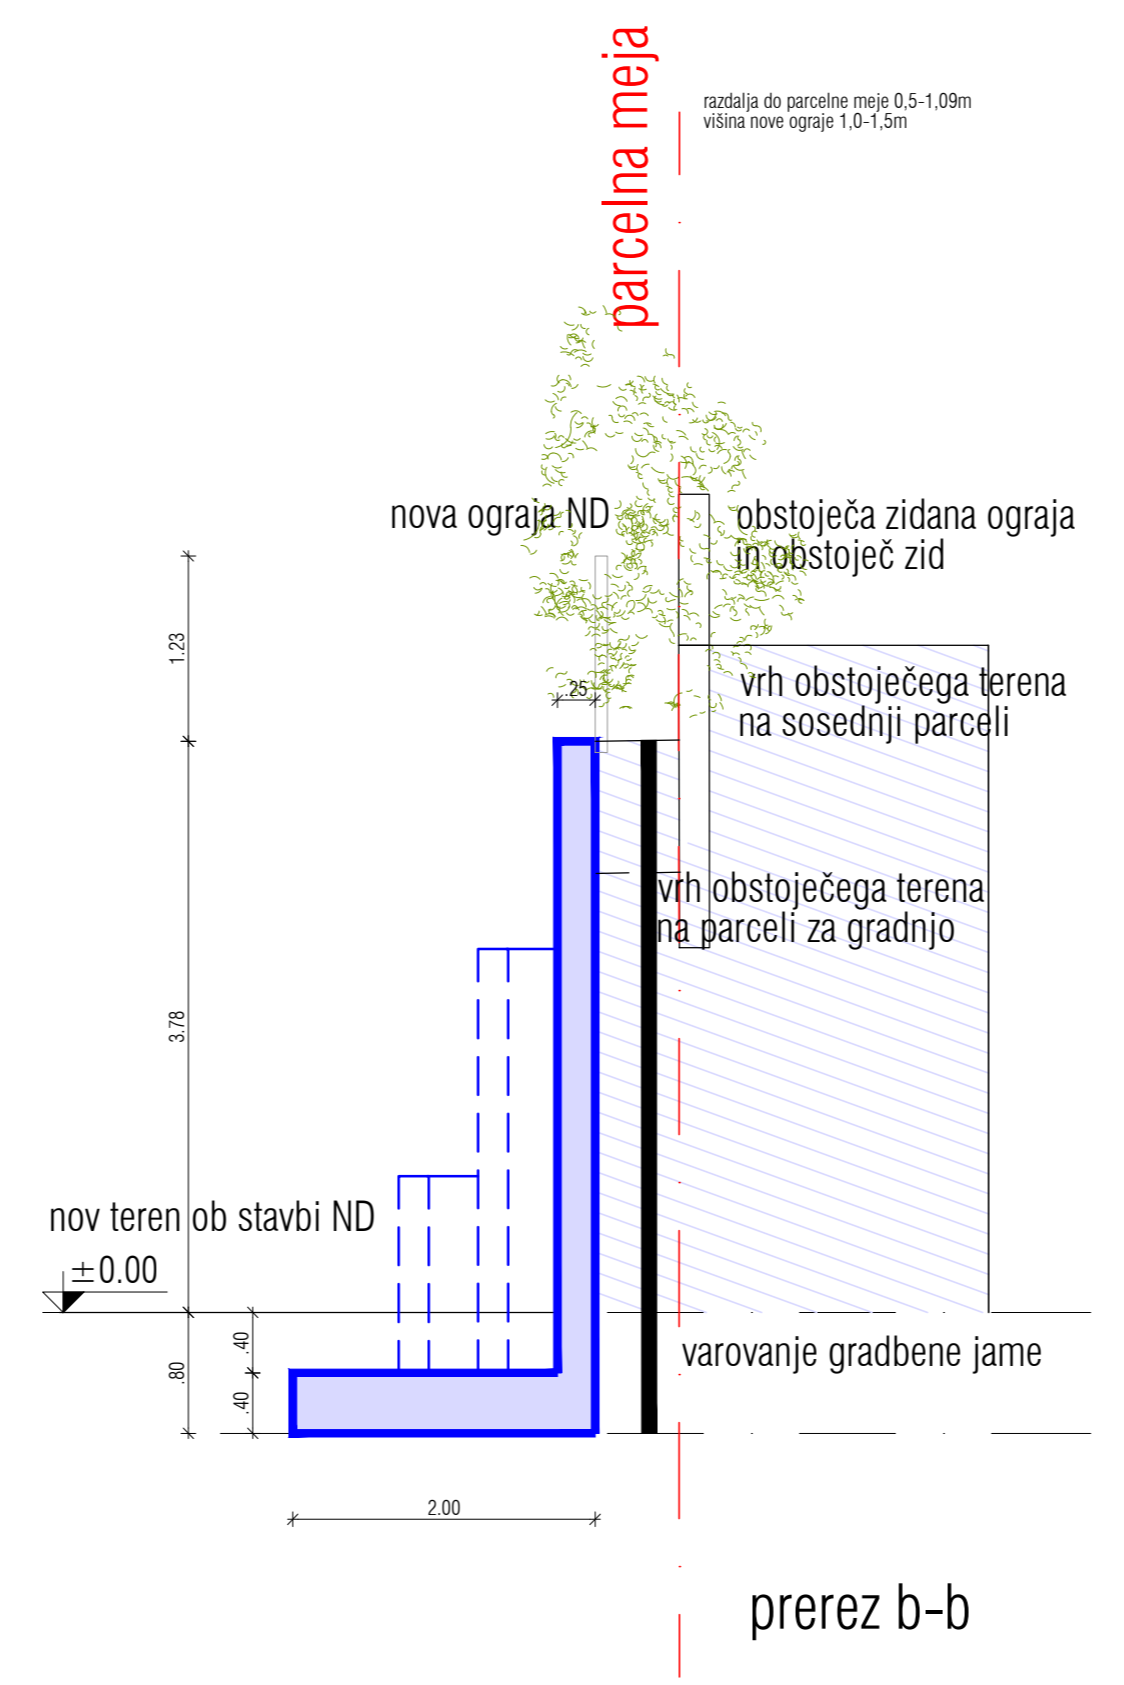 parcelna meja
razdalja do parcelne meje 0,5-1,09m
višina nove ograje 1,0-1,5m
nova ograja ND
obstoječa zidana ograja
in obstoječ zid
1.23
.25
vrh obstoječega terena
na sosednji parceli
vrh obstoječega terena
na parceli za gradnjo
3.78
nov teren ob stavbi ND
±0.00
.40
.80
.40
varovanje gradbene jame
2.00
prerez b-b